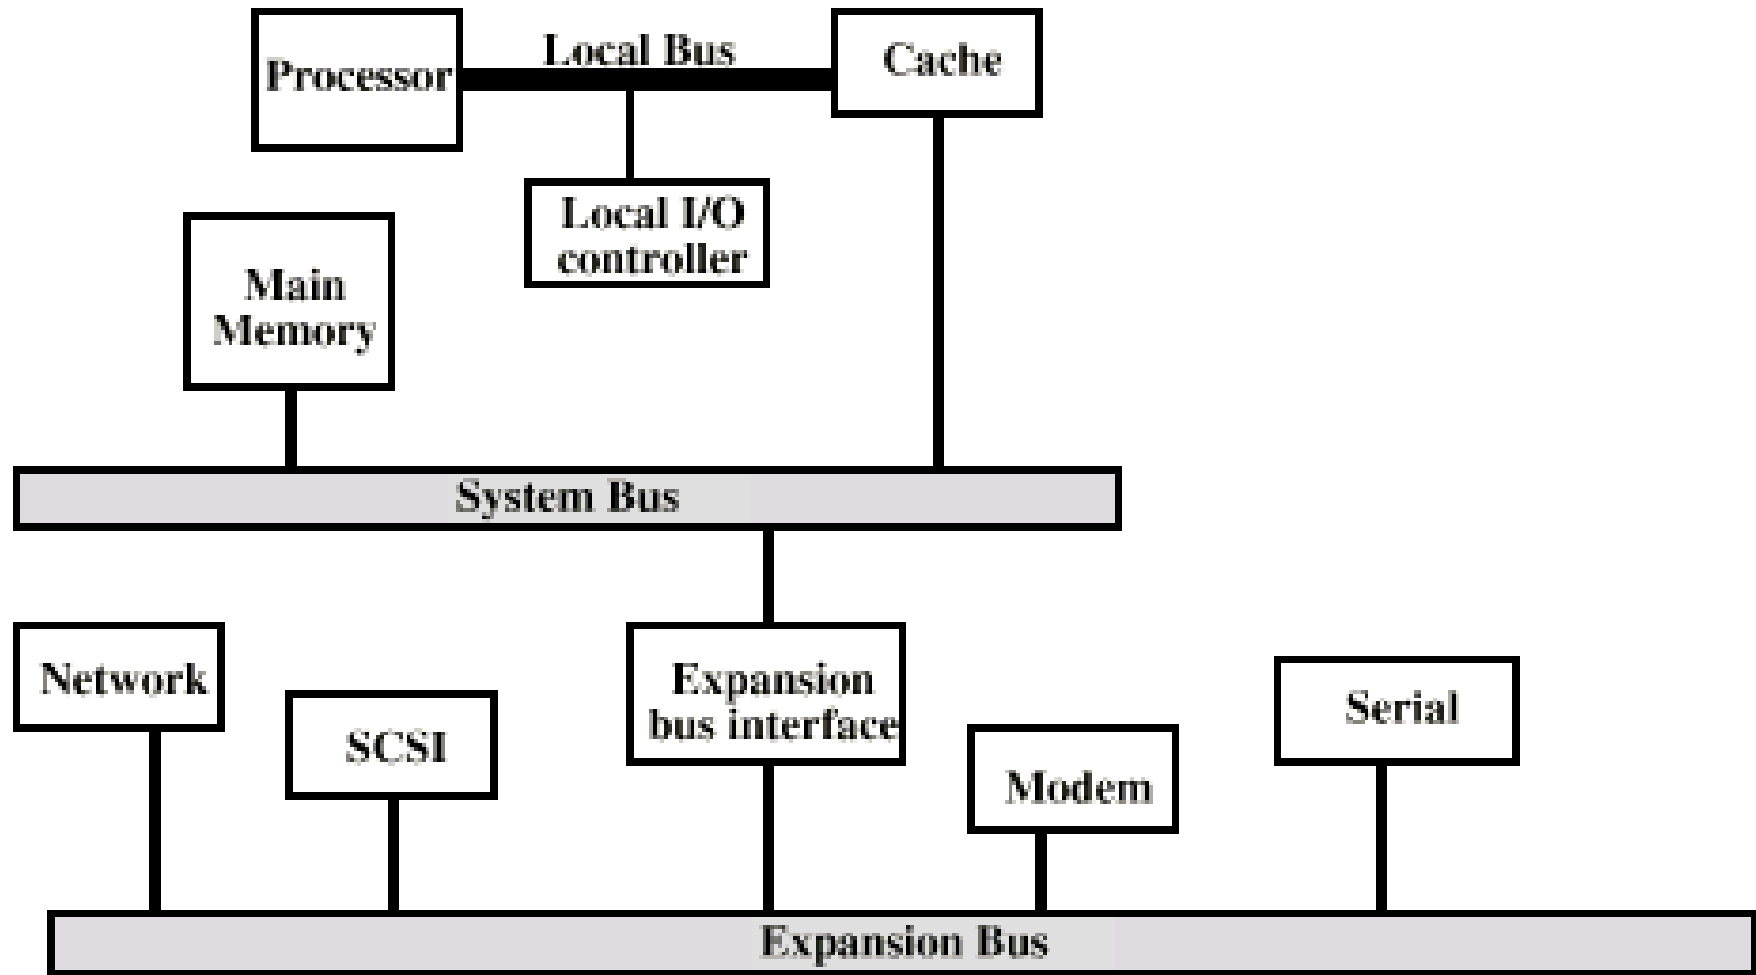 Processor
Local Bus
Cache
Local I/O
controller
Main
Memory
System Bus
Network
SCSI
Expansion
bus interface
Modem
Serial
Expansion Bus